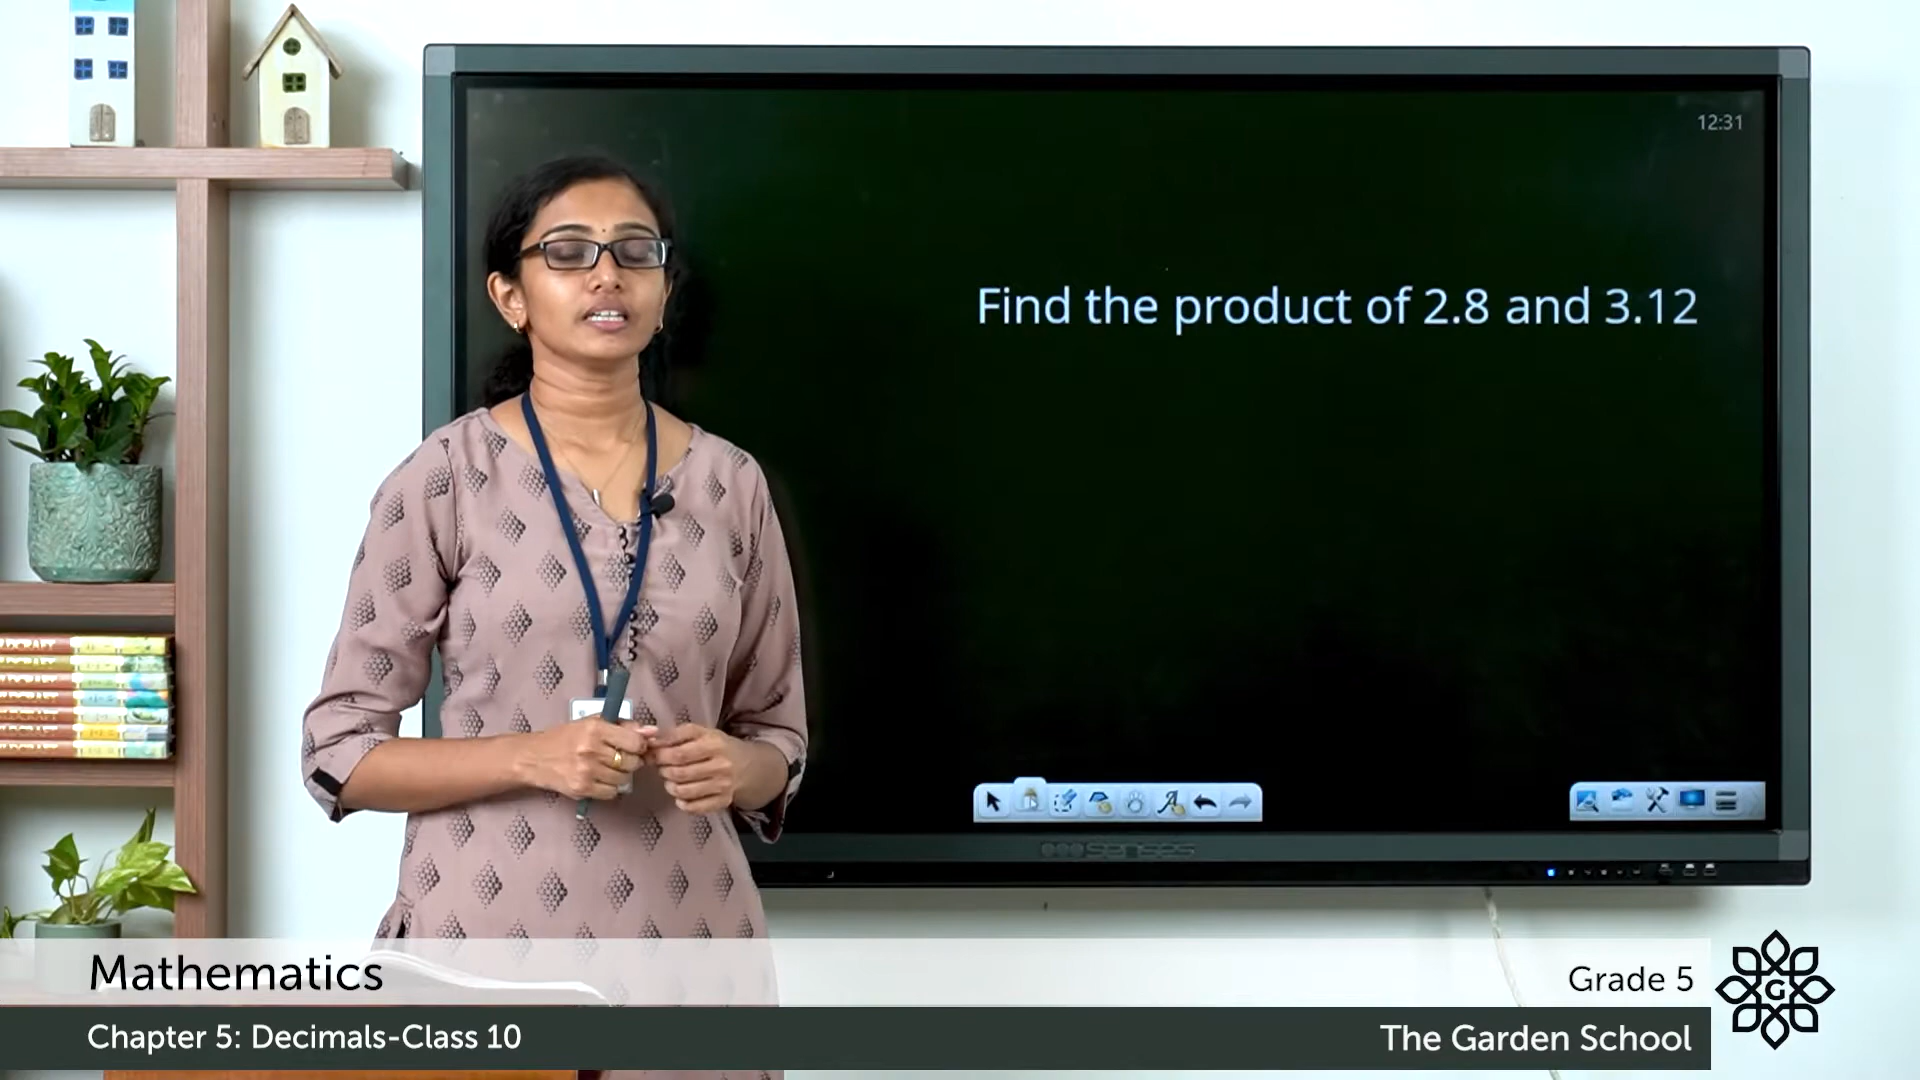 12:31
Find the product of 2.8 and 3.12
senses
Mathematics
Grade 5
Chapter 5: Decimals-Class 10
The Garden School
G